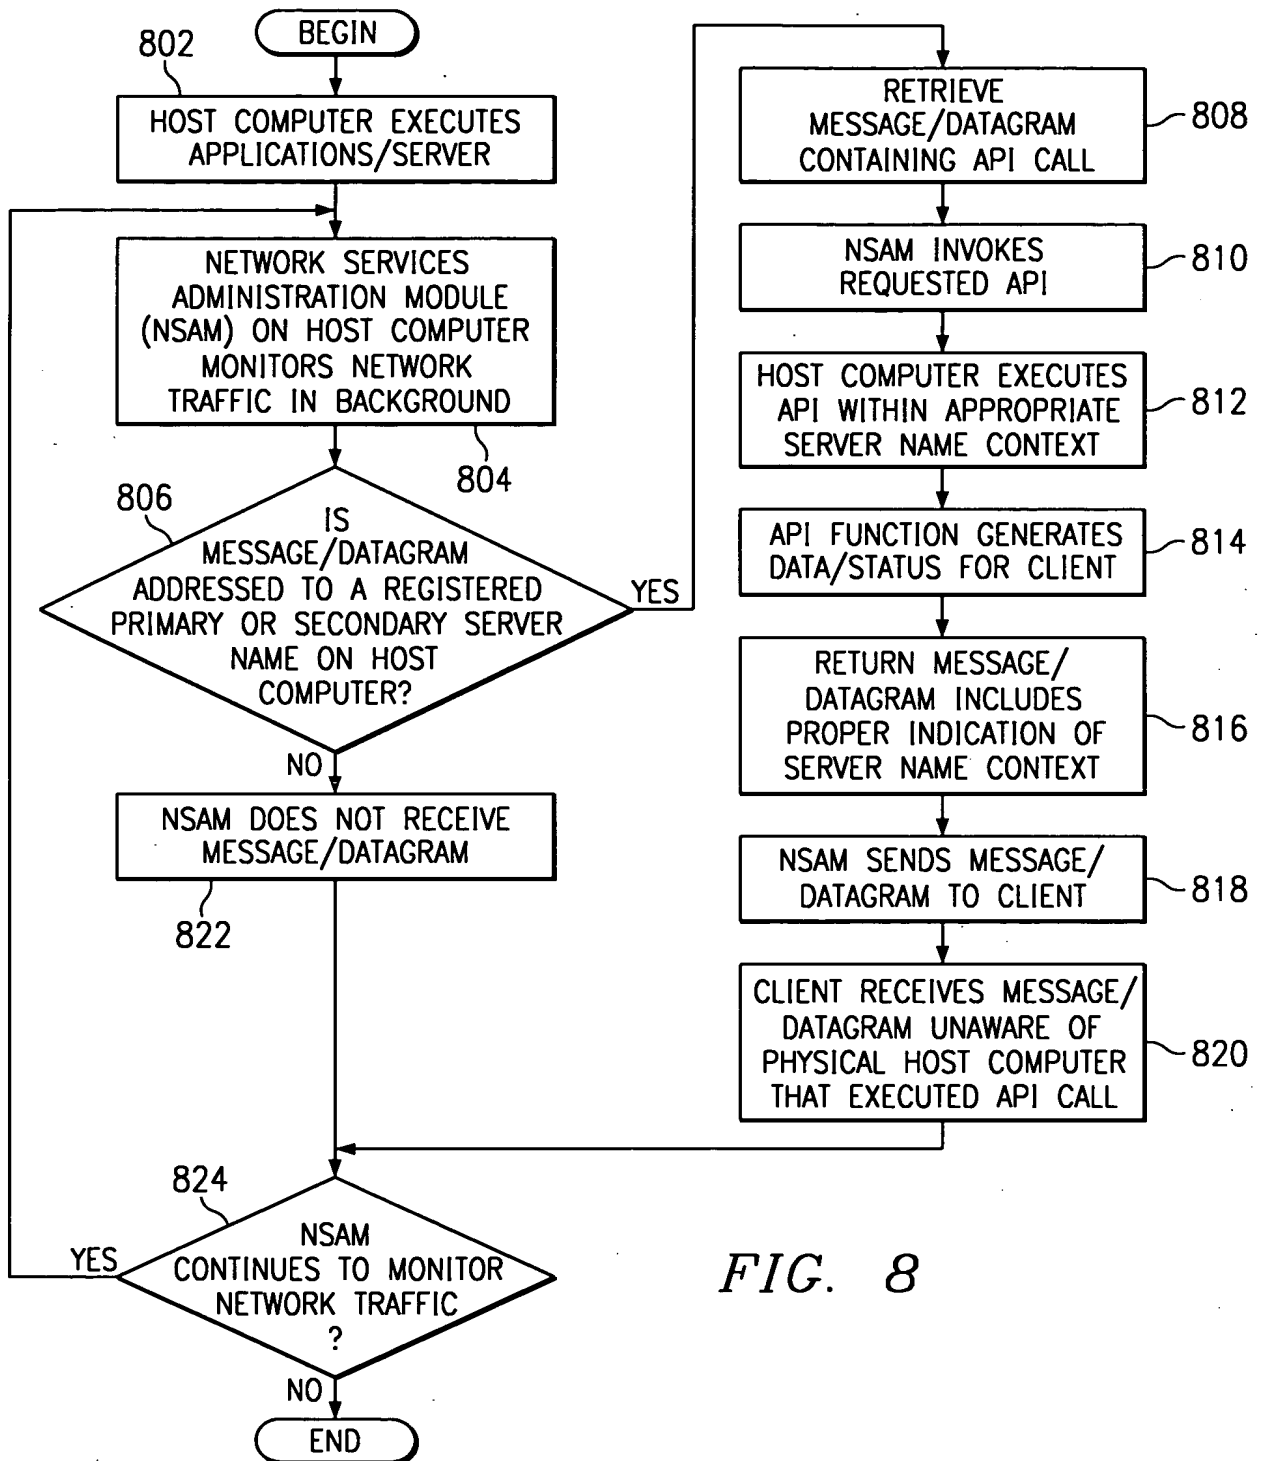 BEGIN
802
HOST COMPUTER EXECUTES
APPLICATIONS/SERVER
NETWORK SERVICES
ADMINISTRATION MODULE
(NSAM) ON HOST COMPUTER
MONITORS NETWORK
TRAFFIC IN BACKGROUND
804
806
IS
MESSAGE/DATAGRAM
ADDRESSED TO A REGISTERED
PRIMARY OR SECONDARY SERVER
NAME ON HOST
COMPUTER?
YES
NO
NSAM DOES NOT RECEIVE
MESSAGE/DATAGRAM
822
RETRIEVE
MESSAGE/DATAGRAM
CONTAINING API CALL
808
NSAM INVOKES
REQUESTED API
810
HOST COMPUTER EXECUTES
API WITHIN APPROPRIATE
SERVER NAME CONTEXT
812
API FUNCTION GENERATES
DATA/STATUS FOR CLIENT
814
RETURN MESSAGE/
DATAGRAM INCLUDES
PROPER INDICATION OF
SERVER NAME CONTEXT
816
NSAM SENDS MESSAGE/
DATAGRAM TO CLIENT
818
CLIENT RECEIVES MESSAGE/
DATAGRAM UNAWARE OF
PHYSICAL HOST COMPUTER
THAT EXECUTED API CALL
820
824
NSAM
CONTINUES TO MONITOR
NETWORK TRAFFIC
?
YES
NO
END
FIG. 8